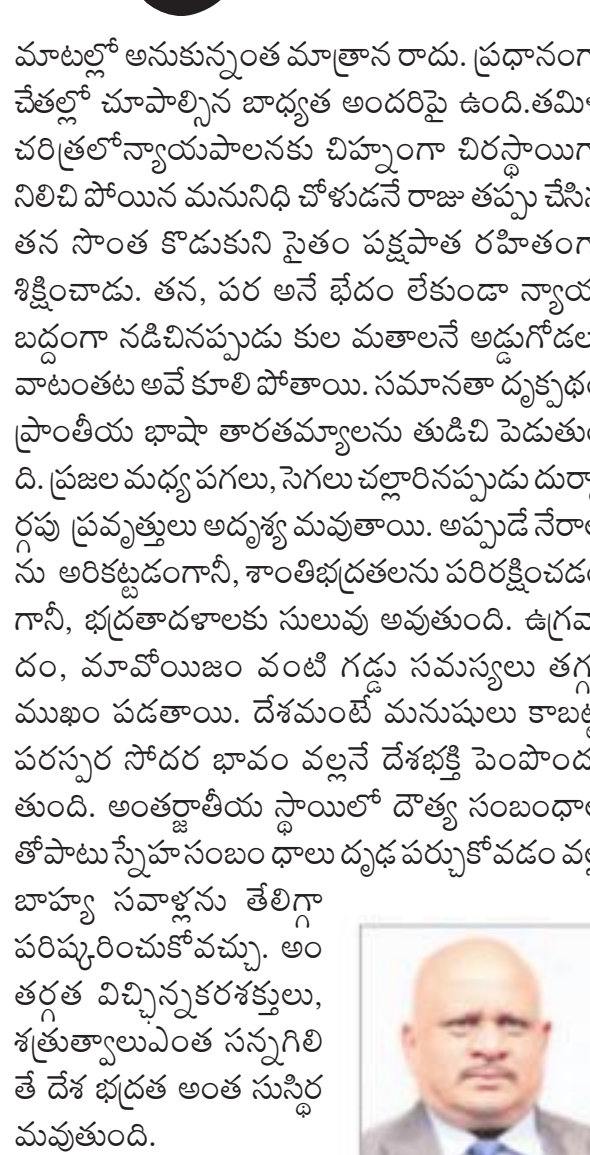 మాటల్లో అనుకున్నంత మాత్రాన రాదు. ప్రధానంగా
చేతల్లో చూపాల్సిన బాధ్యత అందరిపై ఉంది.తమిళ
చరిత్రలోన్యాయపాలనకు చిహ్నంగా చిరస్థాయిగా
నిలిచి పోయిన మనునిధి చోళుడనే రాజు తప్పు చేసిన
తన సొంత కొడుకుని సైతం పక్షపాత రహితంగా
శిక్షించాడు. తన, పర అనే భేదం లేకుండా న్యాయ
బద్దంగా నడిచినప్పుడు కుల మతాలనే అడ్డుగోడలు
వాటంతట అవే కూలి పోతాయి. సమానతా దృక్పథం
ప్రాంతీయ భాషా తారతమ్యాలను తుడిచి పెడుతుం
ది. ప్రజల మధ్య పగలు, సెగలు చల్లారినప్పుడు దుర్మా
ర్గపు ప్రవృత్తులు అదృశ్య మవుతాయి. అప్పుడే నేరాల
ను అరికట్టడంగానీ, శాంతిభద్రతలను పరిరక్షించడం
గానీ, భద్రతాదళాలకు సులువు అవుతుంది. ఉగ్రవా
దం, మావోయిజం వంటి గడ్డు సమస్యలు తగ్గు
ముఖం పడతాయి. దేశమంటే మనుషులు కాబట్టి
పరస్పర సోదర భావం వల్లనే దేశభక్తి పెంపొందు
తుంది. అంతర్జాతీయ స్థాయిలో దౌత్య సంబంధాల
తోపాటు స్నేహ సంబం ధాలు దృఢ పర్చుకోవడం వల్ల
బాహ్య సవాళ్లను తేలిగ్గా
పరిష్కరించుకోవచ్చు. అం
తర్గత విచ్ఛిన్నకరశక్తులు,
శత్రుత్వాలుఎంత సన్నగిలి
తే దేశ భద్రత అంత సుస్థిర
మవుతుంది.